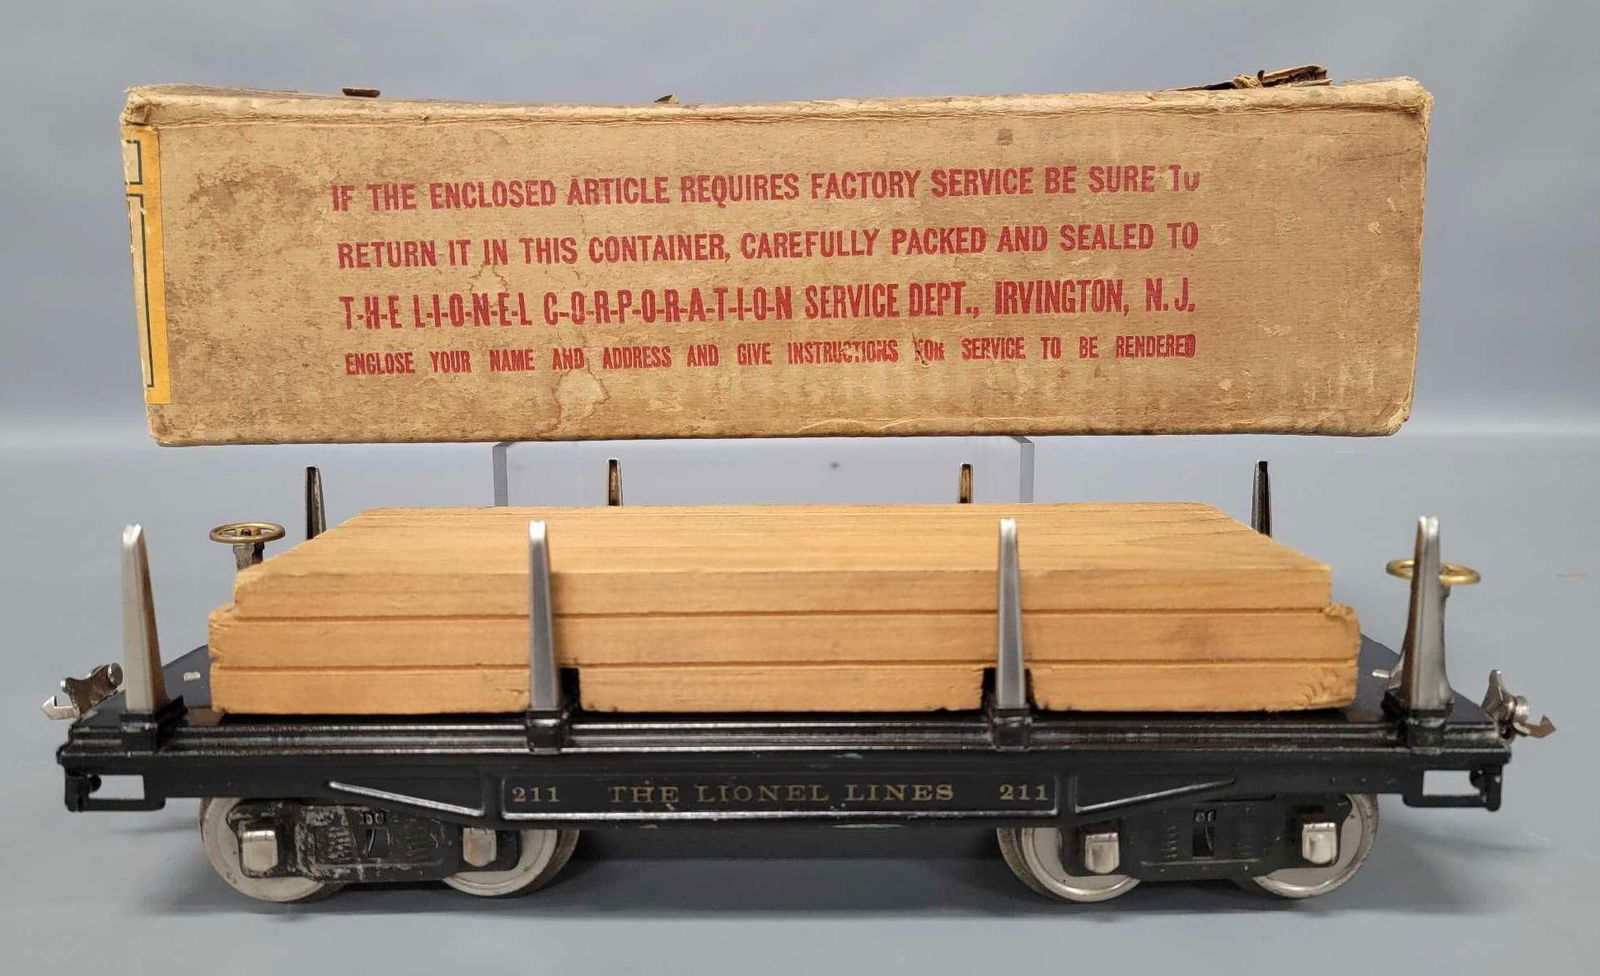 IF THE ENCLOSED ARTICLE REQUIRES FACTORY SERVICE BE SURE TO
RETURN IT IN THIS CONTAINER, CAREFULLY PACKED AND SEALED TO
T-H-E L-I-O-N-E-L C-O-R-P-O-R-A-T-I-O-N SERVICE DEPT., IRVINGTON, N. J.
ENCLOSE YOUR NAME AND ADDRESS AND GIVE INSTRUCTIONS FOR SERVICE TO BE RENDERED
211 THE LIONEL LINES 211